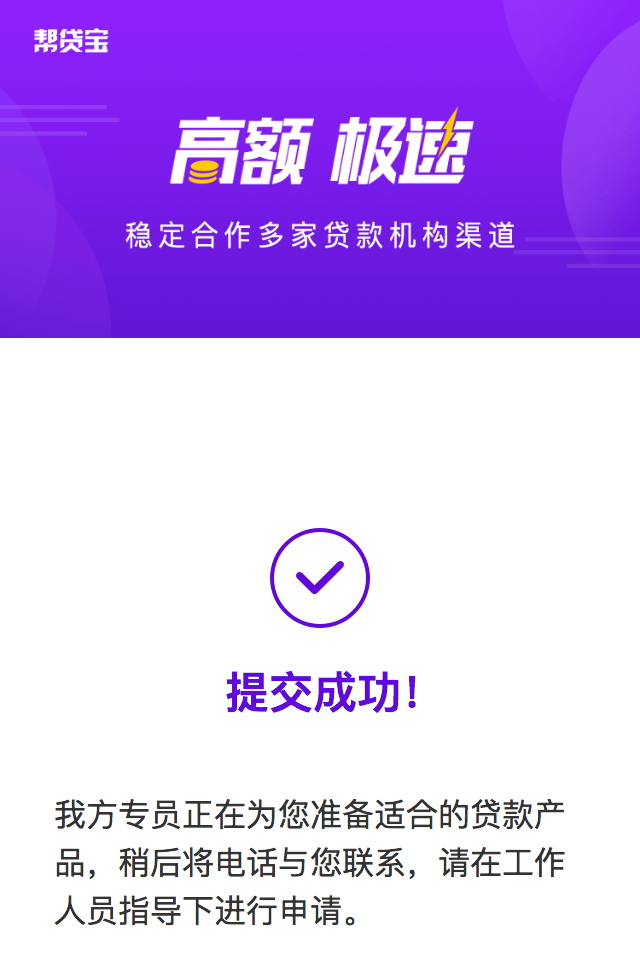 帮贷宝
高额 极速
稳定合作多家贷款机构渠道
提交成功！
我方专员正在为您准备适合的贷款产
品，稍后将电话与您联系，请在工作
人员指导下进行申请。